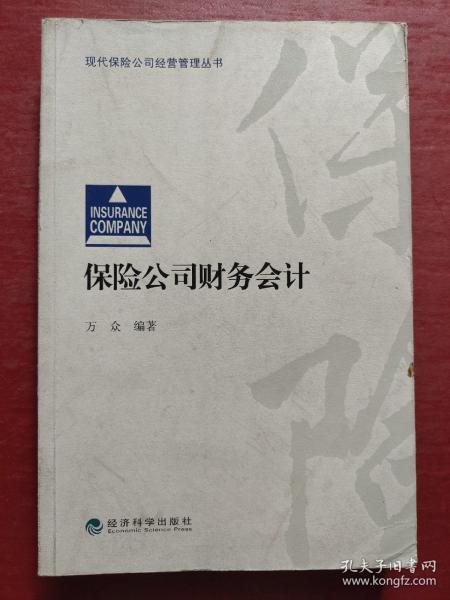 现代保险公司经营管理丛书
保险
INSURANCE
COMPANY
保险公司财务会计
万 众 编著
经济科学出版社
Economic Science Press
孔夫子旧书网
www.kongfz.com